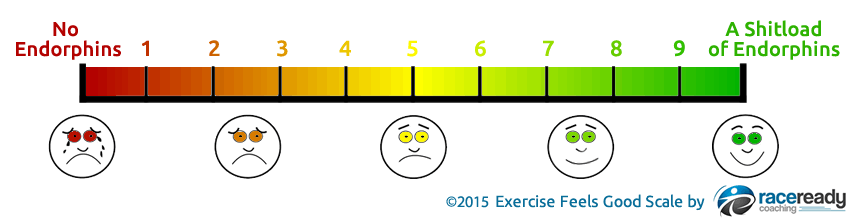 No
Endorphins 1 2 3 4 5 6 7 8 9 A Shitload
of Endorphins
©2015 Exercise Feels Good Scale by raceready
coaching